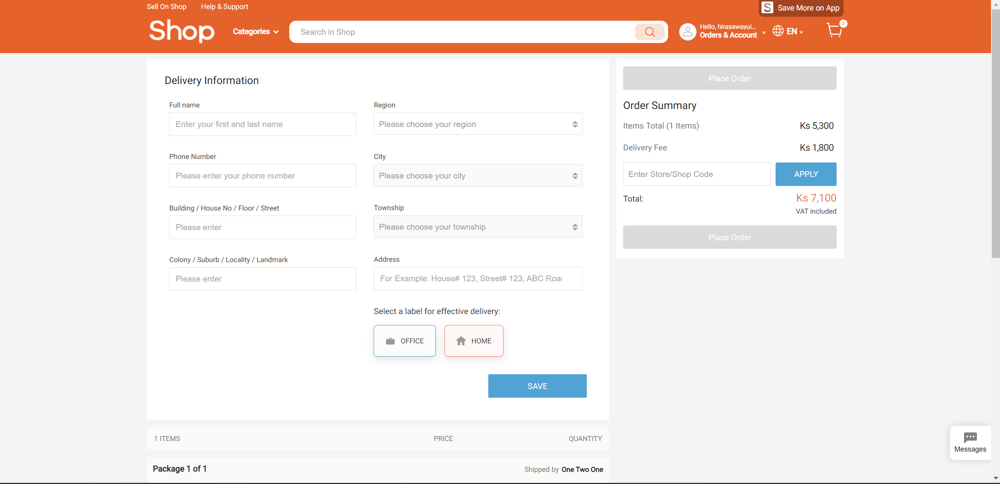 Sell On Shop
Help & Support
S Save More on App
Shop
Categories
Search in Shop
Hello, hirasawayui...
Orders & Account
EN
2
Delivery Information
Full name
Enter your first and last name
Region
Please choose your region
Phone Number
Please enter your phone number
City
Please choose your city
Building / House No / Floor / Street
Please enter
Township
Please choose your township
Colony / Suburb / Locality / Landmark
Please enter
Address
For Example: House# 123, Street# 123, ABC Roa
Select a label for effective delivery:
OFFICE
HOME
SAVE
Place Order
Order Summary
Items Total (1 Items) Ks 5,300
Delivery Fee Ks 1,800
Enter Store/Shop Code
APPLY
Total: Ks 7,100
VAT included
Place Order
1 ITEMS PRICE QUANTITY
Package 1 of 1
Shipped by One Two One
Messages